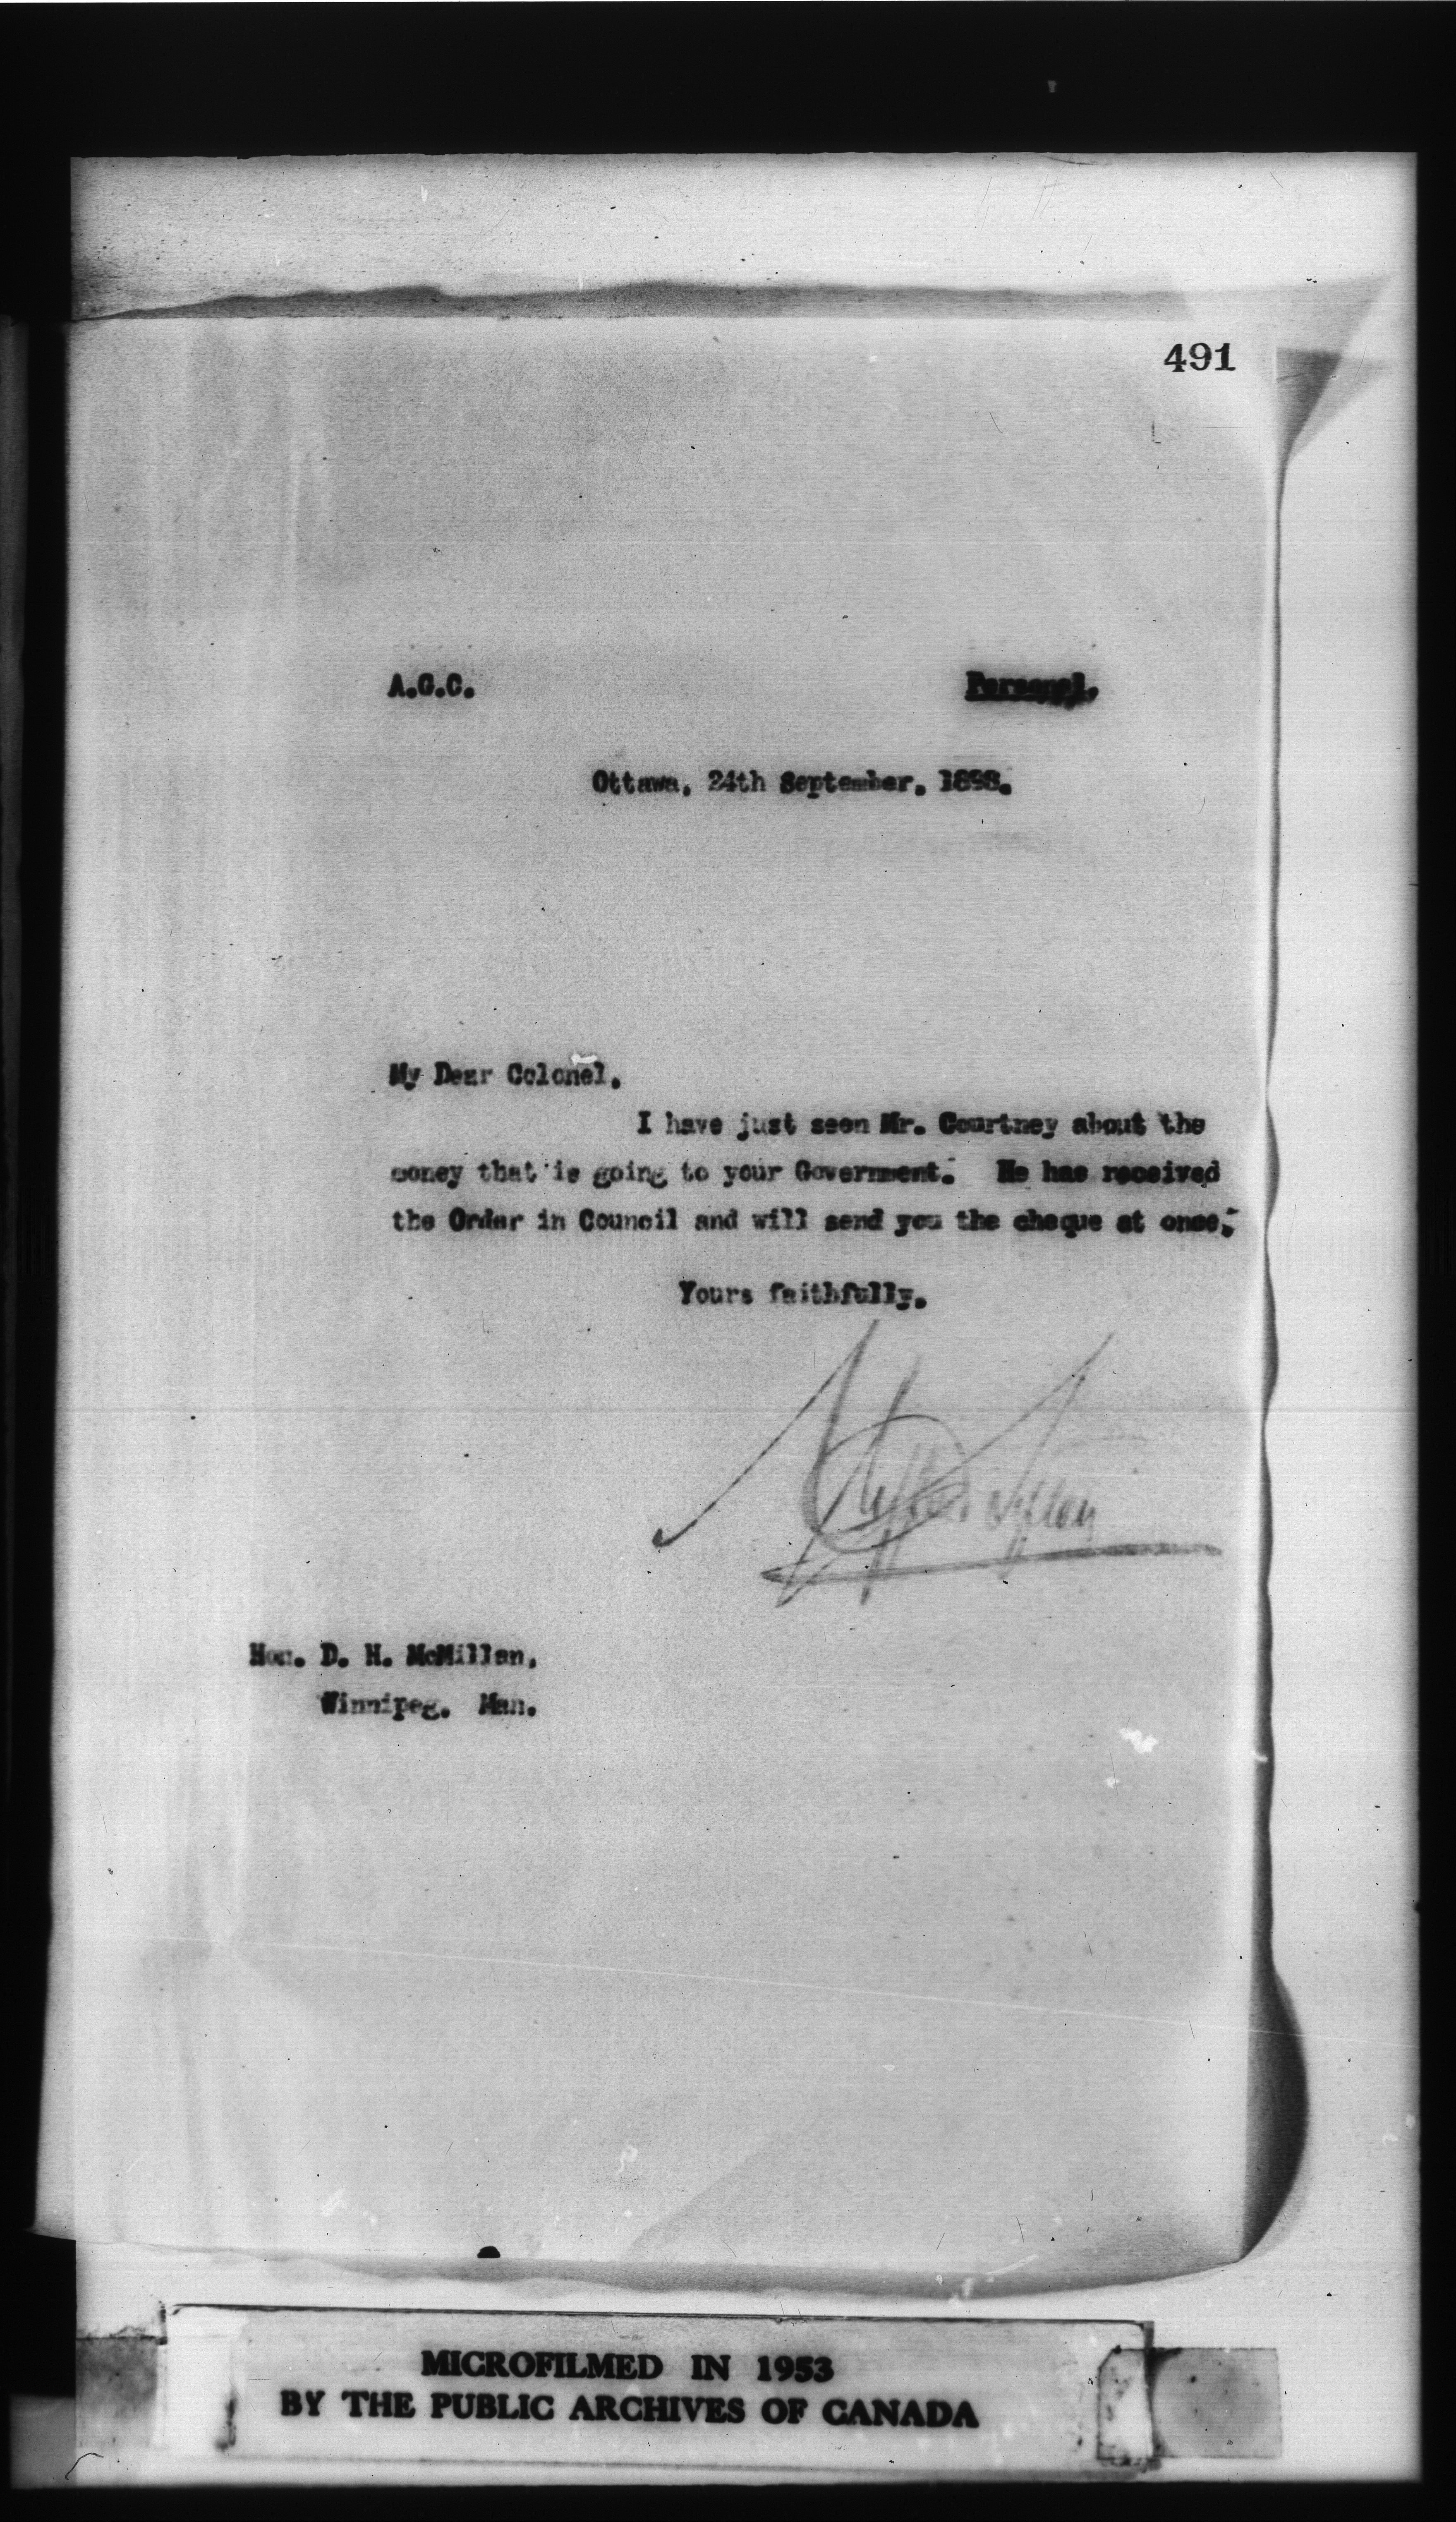 491
A.G.C. Personal.
Ottawa, 24th September, 1898.
My Dear Colonel,
I have just seen Mr. Courtney about the
money that is going to your Government. He has received
the Order in Council and will send you the cheque at once.
Yours faithfully,
Clifford Sifton
Hon. D. H. McMillan,
Winnipeg, Man.
MICROFILMED IN 1953
BY THE PUBLIC ARCHIVES OF CANADA